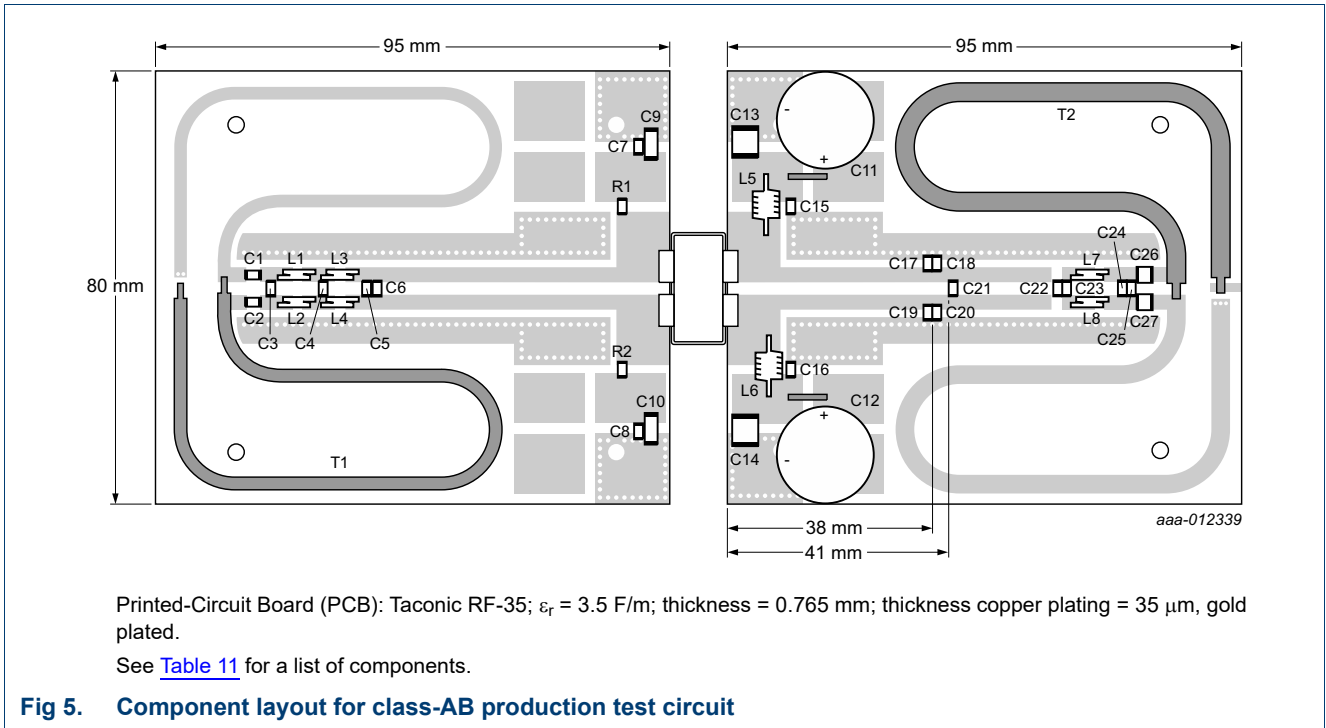 95 mm
95 mm
80 mm
C9
C7
R1
C1
L1
L3
C6
C2
L2
L4
C3
C4
C5
R2
C10
C8
T1
C13
-
+
C11
T2
L5
C15
C24
C17
C18
L7
C26
C21
C22
C23
C19
C20
L8
C27
C25
L6
C16
C12
+
-
C14
38 mm
41 mm
aaa-012339
Printed-Circuit Board (PCB): Taconic RF-35; εr = 3.5 F/m; thickness = 0.765 mm; thickness copper plating = 35 μm, gold
plated.
See Table 11 for a list of components.
Fig 5. Component layout for class-AB production test circuit